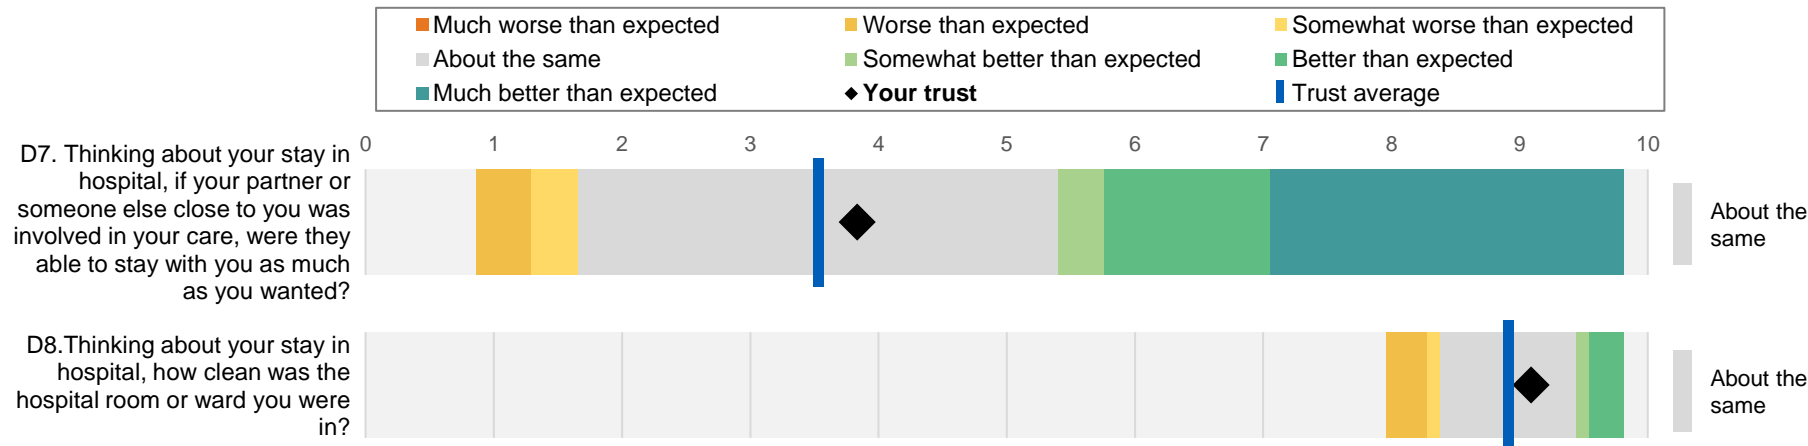 Much worse than expected
Worse than expected
Somewhat worse than expected
About the same
Somewhat better than expected
Better than expected
Much better than expected
Your trust
Trust average
0 1 2 3 4 5 6 7 8 9 10
D7. Thinking about your stay in
hospital, if your partner or
someone else close to you was
involved in your care, were they
able to stay with you as much
as you wanted?
About the
same
D8.Thinking about your stay in
hospital, how clean was the
hospital room or ward you were
in?
About the
same